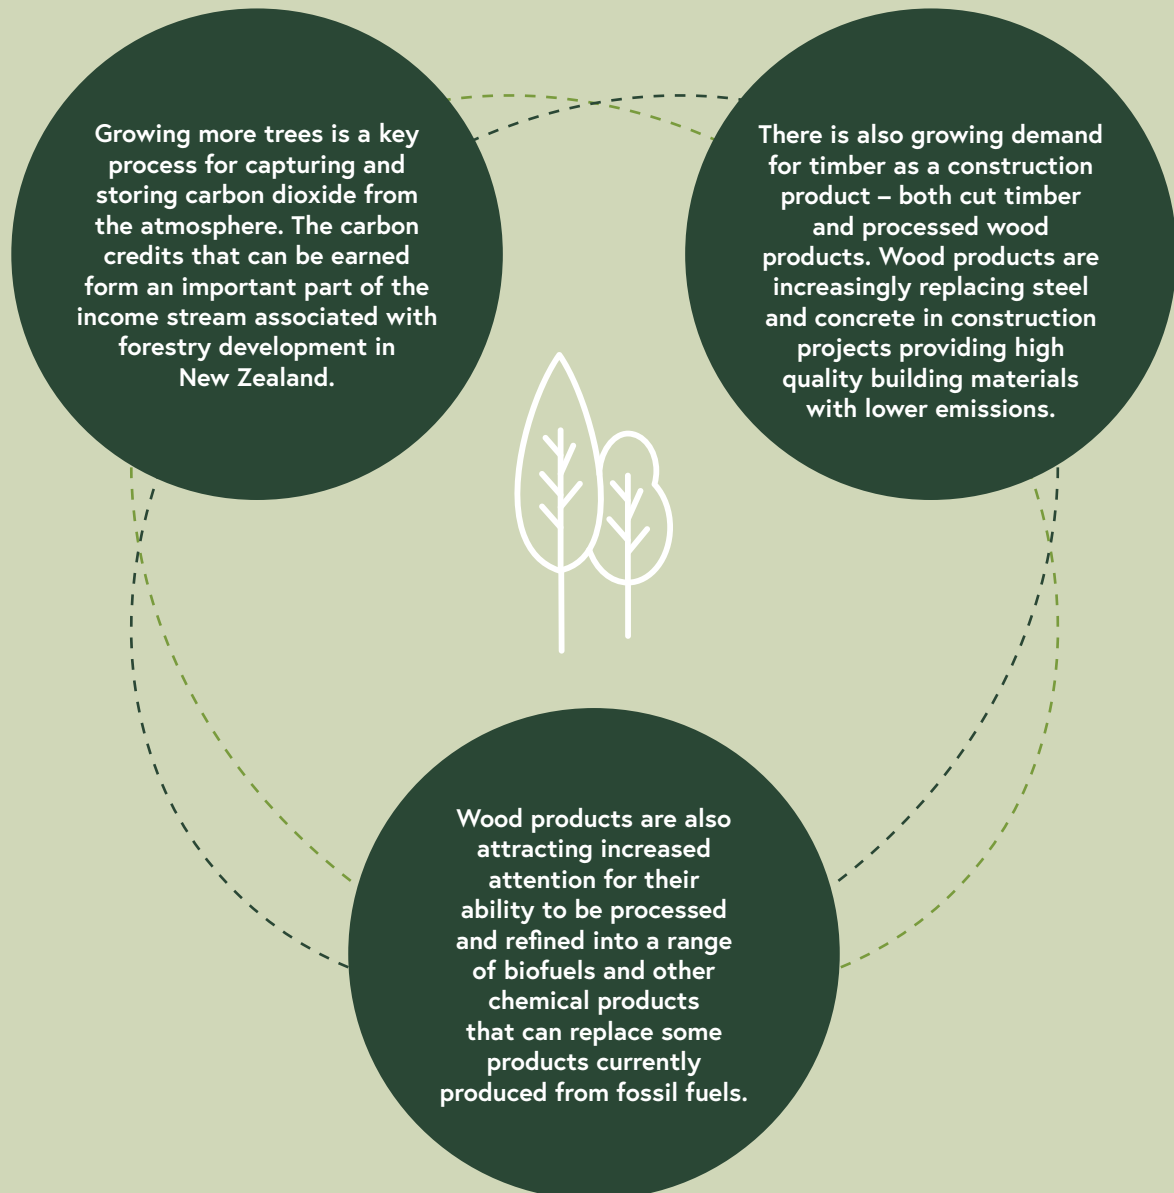 Growing more trees is a key
process for capturing and
storing carbon dioxide from
the atmosphere. The carbon
credits that can be earned
form an important part of the
income stream associated with
forestry development in
New Zealand.
There is also growing demand
for timber as a construction
product – both cut timber
and processed wood
products. Wood products are
increasingly replacing steel
and concrete in construction
projects providing high
quality building materials
with lower emissions.
Wood products are also
attracting increased
attention for their
ability to be processed
and refined into a range
of biofuels and other
chemical products
that can replace some
products currently
produced from fossil fuels.